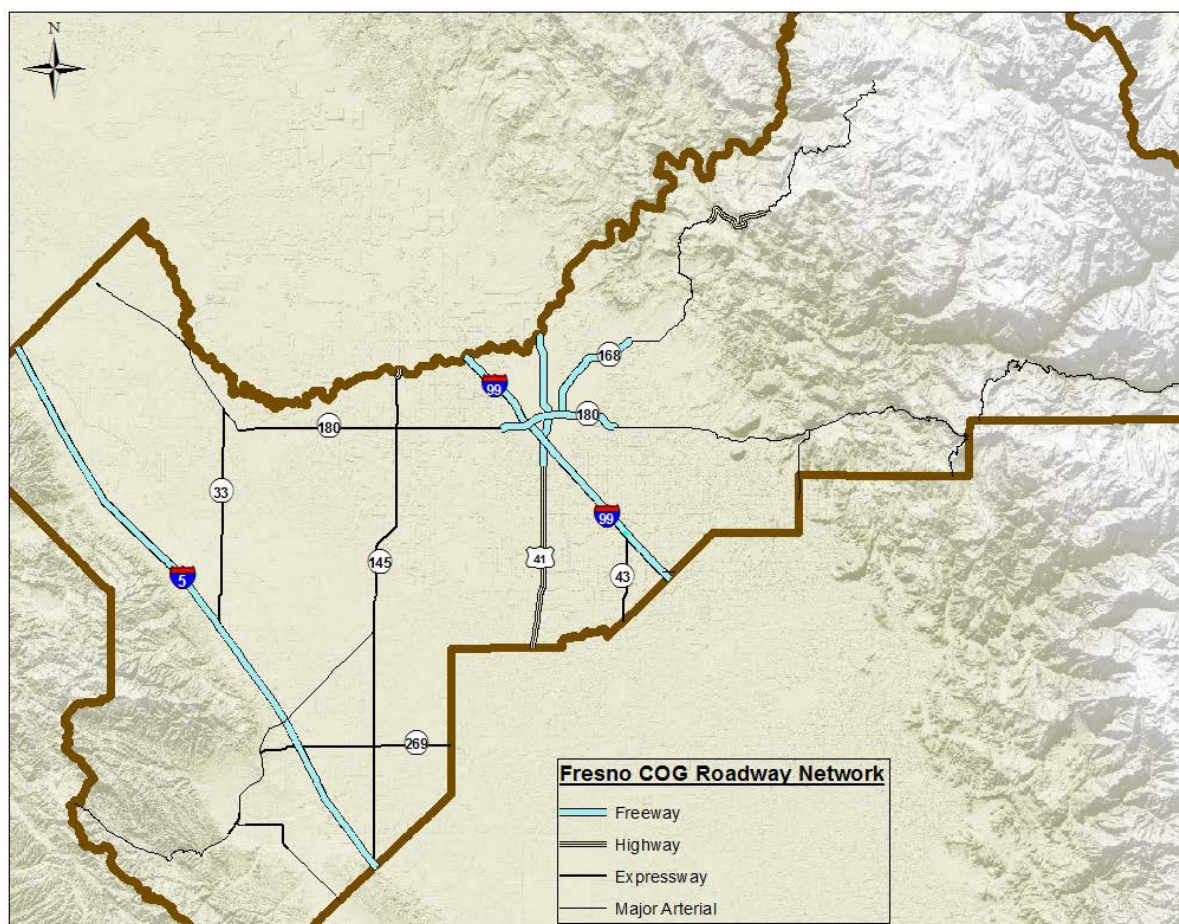 N
168
99
180
180
33
99
41
145
5
43
269
Fresno COG Roadway Network
Freeway
Highway
Expressway
Major Arterial